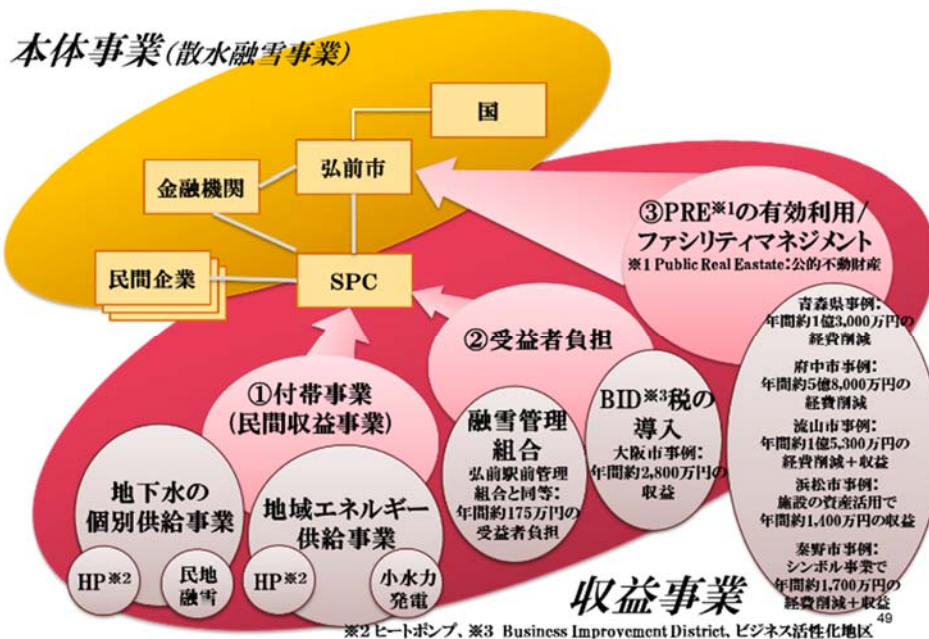 本体事業(散水融雪事業)
国
弘前市
金融機関
民間企業
SPC
③PRE※1の有効利用/
ファシリティマネジメント
※1 Public Real Eastate:公的不動産
青森県事例:
年間約1億3,000万円の
経費削減
府中市事例:
年間約5億8,000万円の
経費削減
流山市事例:
年間約1億5,300万円の
経費削減+収益
浜松市事例:
施設の資産活用で
年間約1,400万円の収益
秦野市事例:
シンボル事業で
年間約1,700万円の
経費削減+収益
②受益者負担
融雪管理
組合
弘前駅前管理
組合と同等:
年間約175万円の
受益者負担
BID※3税の
導入
大阪市事例:
年間約2,800万円の
収益
①付帯事業
(民間収益事業)
地下水の
個別供給事業
HP※2
民地
融雪
地域エネルギー
供給事業
HP※2
小水力
発電
収益事業
※2 ヒートポンプ、※3 Business Improvement District、ビジネス活性化地区
49